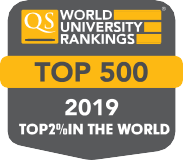 QS WORLD
UNIVERSITY
RANKINGS®
TOP 500
2019
TOP2%IN THE WORLD